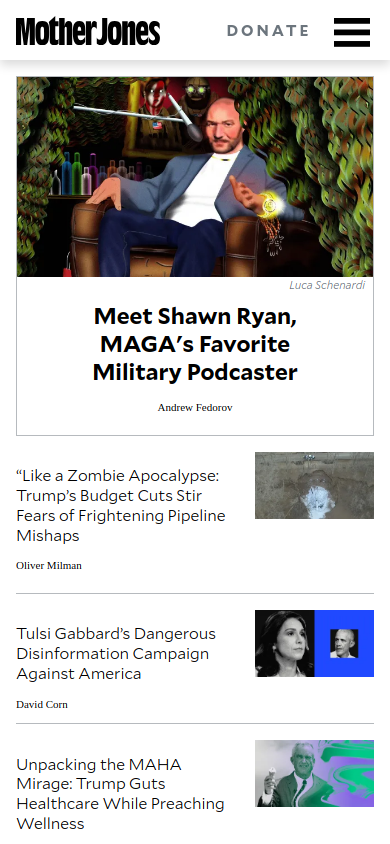 Mother Jones
DONATE
Luca Schenardi
Meet Shawn Ryan,
MAGA's Favorite
Military Podcaster
Andrew Fedorov
“Like a Zombie Apocalypse:
Trump's Budget Cuts Stir
Fears of Frightening Pipeline
Mishaps
Oliver Milman
Tulsi Gabbard's Dangerous
Disinformation Campaign
Against America
David Corn
Unpacking the MAHA
Mirage: Trump Guts
Healthcare While Preaching
Wellness